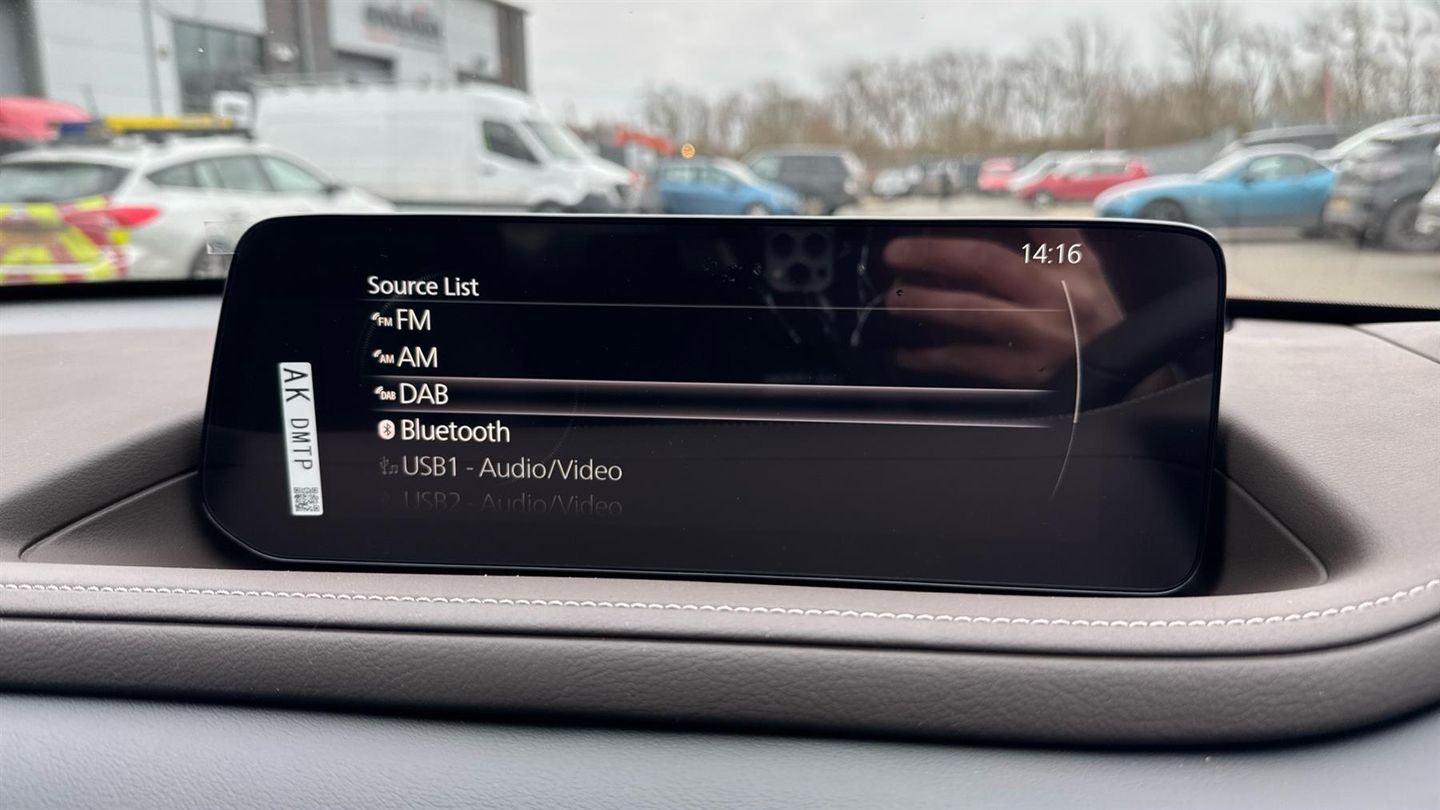 14:16
Source List
FM FM
AM AM
DAB DAB
Bluetooth
USB1 - Audio/Video
USB2 - Audio/Video
AK DMTP